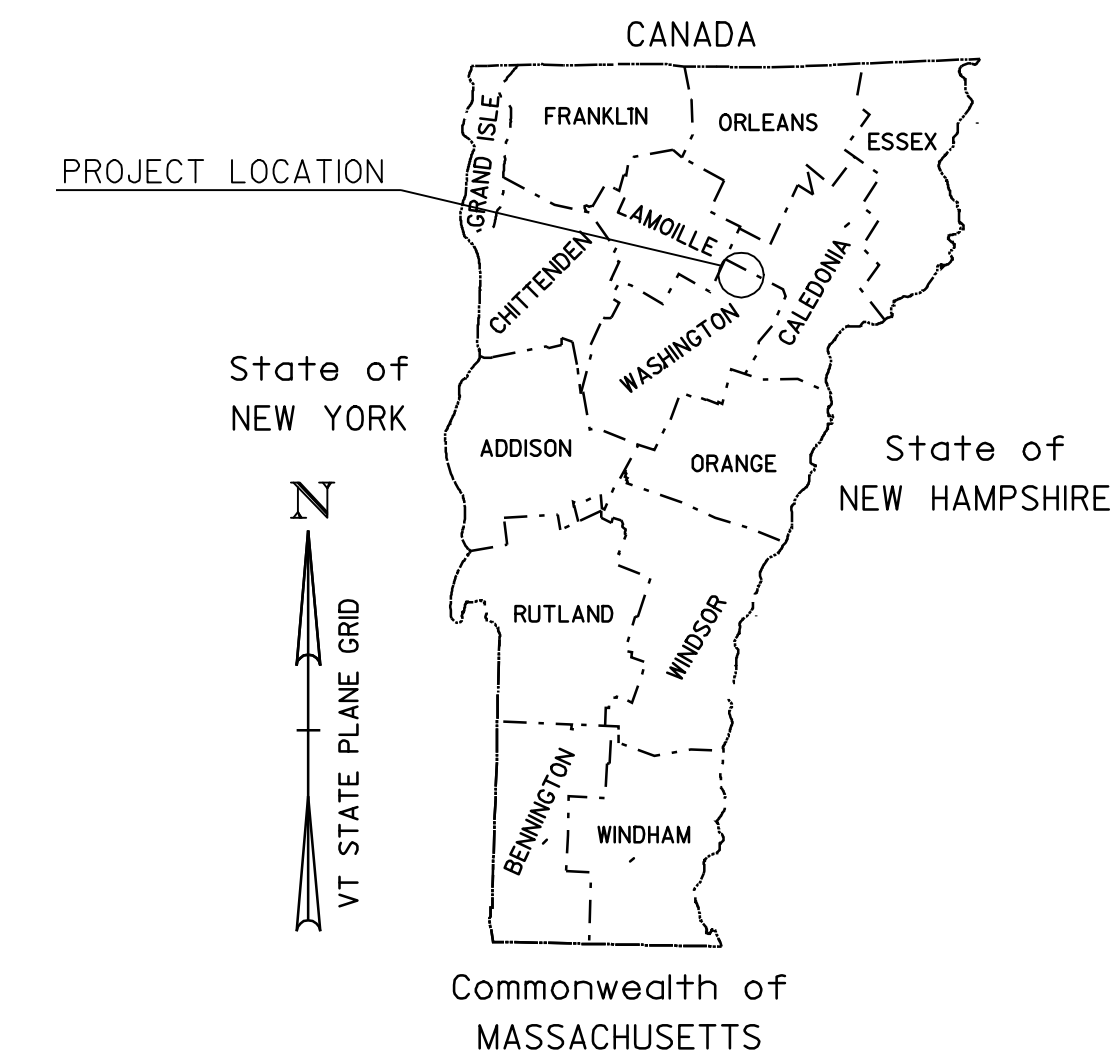 CANADA
FRANKLIN
ORLEANS
ESSEX
GRAND ISLE
PROJECT LOCATION
LAMOILLE
CHITTENDEN
CALEDONIA
WASHINGTON
State of
NEW YORK
ADDISON
ORANGE
State of
NEW HAMPSHIRE
N
VT STATE PLANE GRID
RUTLAND
WINDSOR
BENNINGTON
WINDHAM
Commonwealth of
MASSACHUSETTS